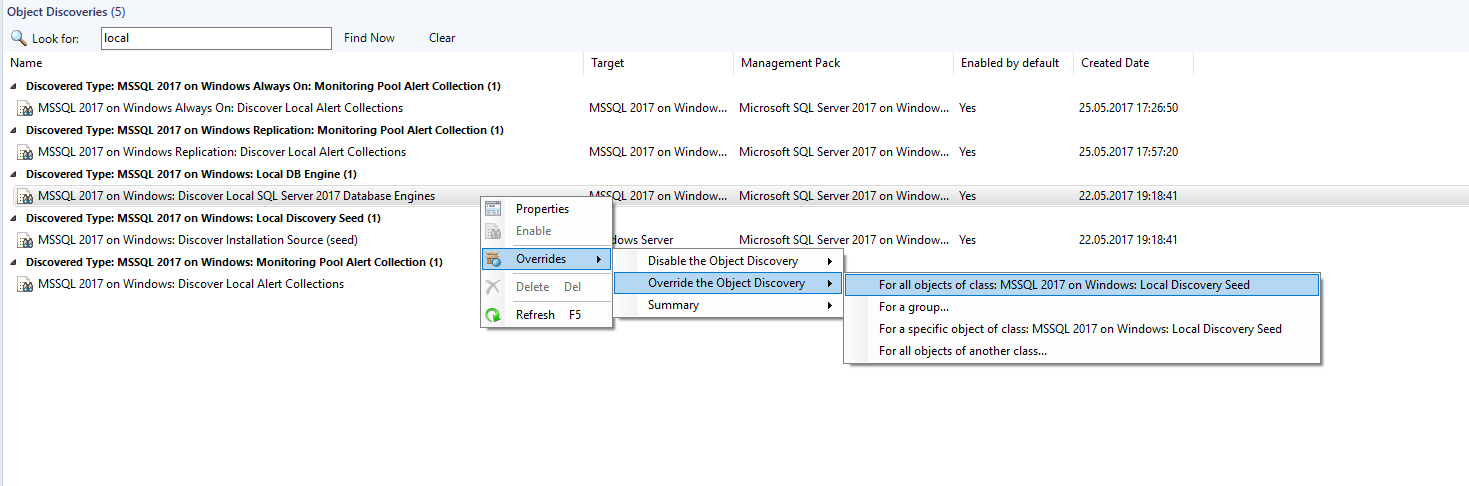 Object Discoveries (5)
Look for: local Find Now Clear
Name Target Management Pack Enabled by default Created Date
Discovered Type: MSSQL 2017 on Windows Always On: Monitoring Pool Alert Collection (1)
MSSQL 2017 on Windows Always On: Discover Local Alert Collections MSSQL 2017 on Window... Microsoft SQL Server 2017 on Window... Yes 25.05.2017 17:26:50
Discovered Type: MSSQL 2017 on Windows Replication: Monitoring Pool Alert Collection (1)
MSSQL 2017 on Windows Replication: Discover Local Alert Collections MSSQL 2017 on Window... Microsoft SQL Server 2017 on Window... Yes 25.05.2017 17:57:20
Discovered Type: MSSQL 2017 on Windows: Local DB Engine (1)
MSSQL 2017 on Windows: Discover Local SQL Server 2017 Database Engines MSSQL 2017 on Window... Microsoft SQL Server 2017 on Window... Yes 22.05.2017 19:18:41
Discovered Type: MSSQL 2017 on Windows: Local Discovery Seed (1)
MSSQL 2017 on Windows: Discover Installation Source (seed) Server Microsoft SQL Server 2017 on Window... Yes 22.05.2017 19:18:41
Discovered Type: MSSQL 2017 on Windows: Monitoring Pool Alert Collection (1)
MSSQL 2017 on Windows: Discover Local Alert Collections
Properties
Enable
Overrides
Delete Del
Refresh F5
Disable the Object Discovery
Override the Object Discovery
Summary
For all objects of class: MSSQL 2017 on Windows: Local Discovery Seed
For a group...
For a specific object of class: MSSQL 2017 on Windows: Local Discovery Seed
For all objects of another class...